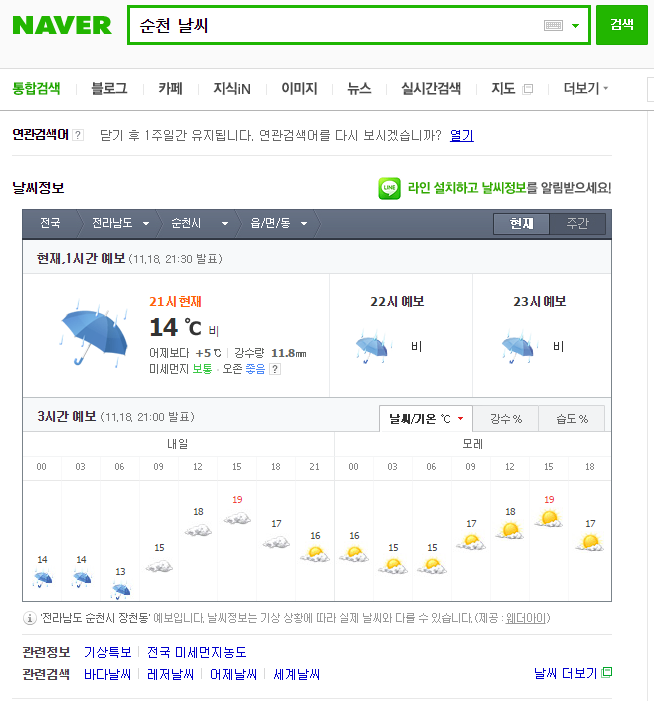 NAVER 순천 날씨 검색
통합검색 블로그 카페 지식iN 이미지 뉴스 실시간검색 지도 더보기
연관검색어 ? 닫기 후 1주일간 유지됩니다. 연관검색어를 다시 보시겠습니까? 열기
날씨정보 LINE 라인 설치하고 날씨정보를 알림받으세요!
전국 전라남도 순천시 읍/면/동 현재 주간
현재,1시간 예보 (11.18, 21:30 발표)
21시 현재 22시 예보 23시 예보
14 ℃ 비 비 비
어제보다 +5℃ 강수량 11.8mm
미세먼지 보통 · 오존 좋음 ?
3시간 예보 (11.18, 21:00 발표) 날씨/기온 ℃ 강수 % 습도 %
내일 모레
00 03 06 09 12 15 18 21 00 03 06 09 12 15 18
14 14 13 15 18 19 17 16 16 15 15 17 18 19 17
'전라남도 순천시 장천동' 예보입니다. 날씨정보는 기상 상황에 따라 실제 날씨와 다를 수 있습니다.(제공 : 웨더아이)
관련정보 기상특보 전국 미세먼지농도
관련검색 바다날씨 레저날씨 어제날씨 세계날씨 날씨 더보기